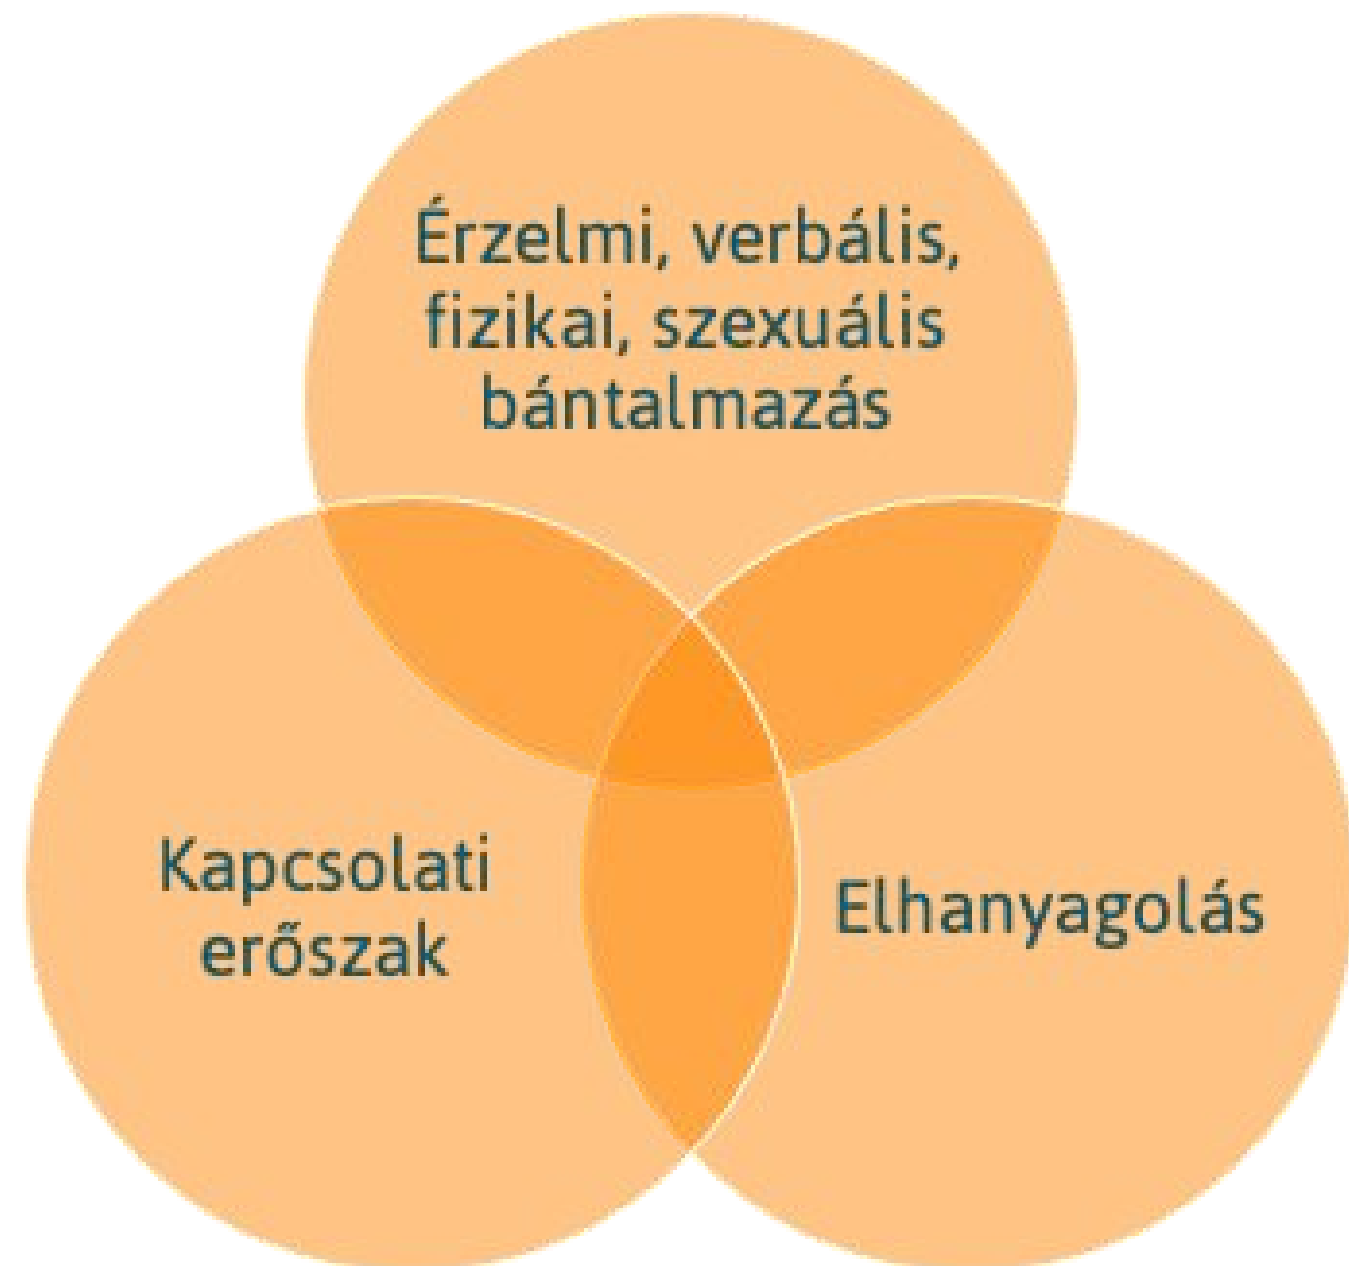 Érzelmi, verbális,
fizikai, szexuális
bántalmazás
Kapcsolati
erőszak
Elhanyagolás